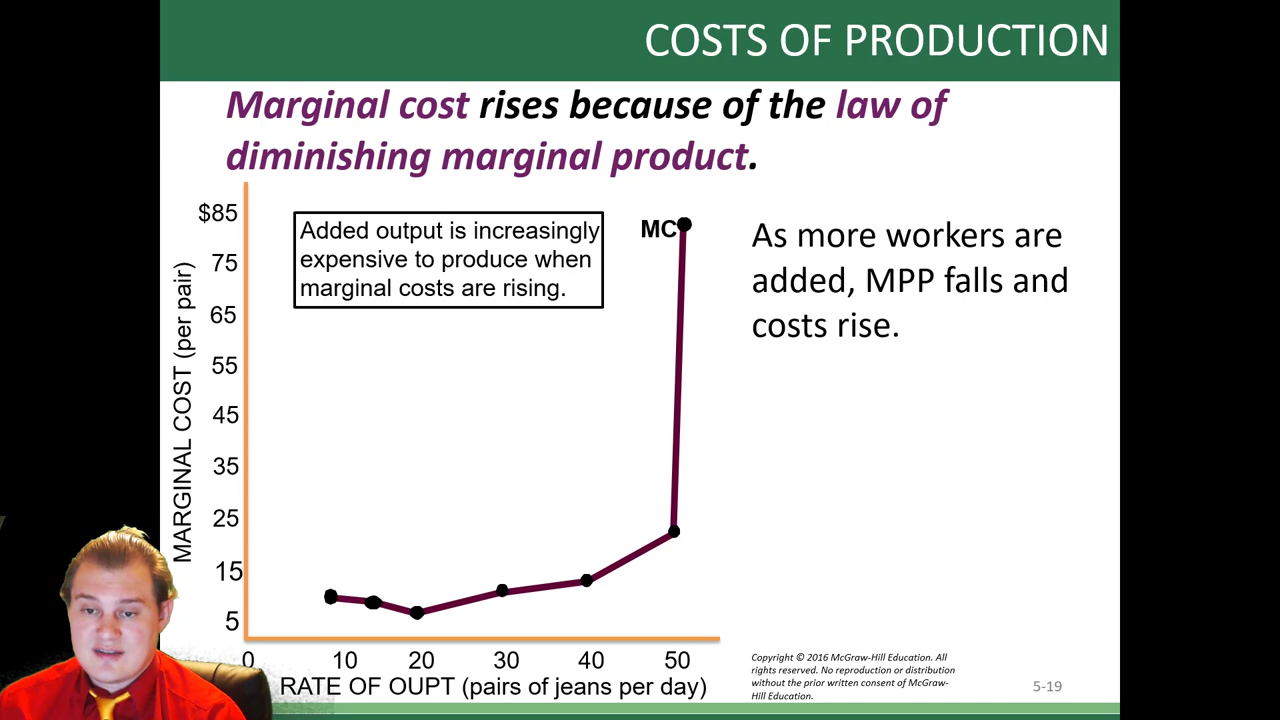 COSTS OF PRODUCTION
Marginal cost rises because of the law of
diminishing marginal product.
MARGINAL COST (per pair)
$85
75
65
55
45
35
25
15
5
Added output is increasingly
expensive to produce when
marginal costs are rising.
MC
0 10 20 30 40 50
RATE OF OUPT (pairs of jeans per day)
As more workers are
added, MPP falls and
costs rise.
Copyright © 2016 McGraw-Hill Education. All
rights reserved. No reproduction or distribution
without the prior written consent of McGraw-
Hill Education.
5-19